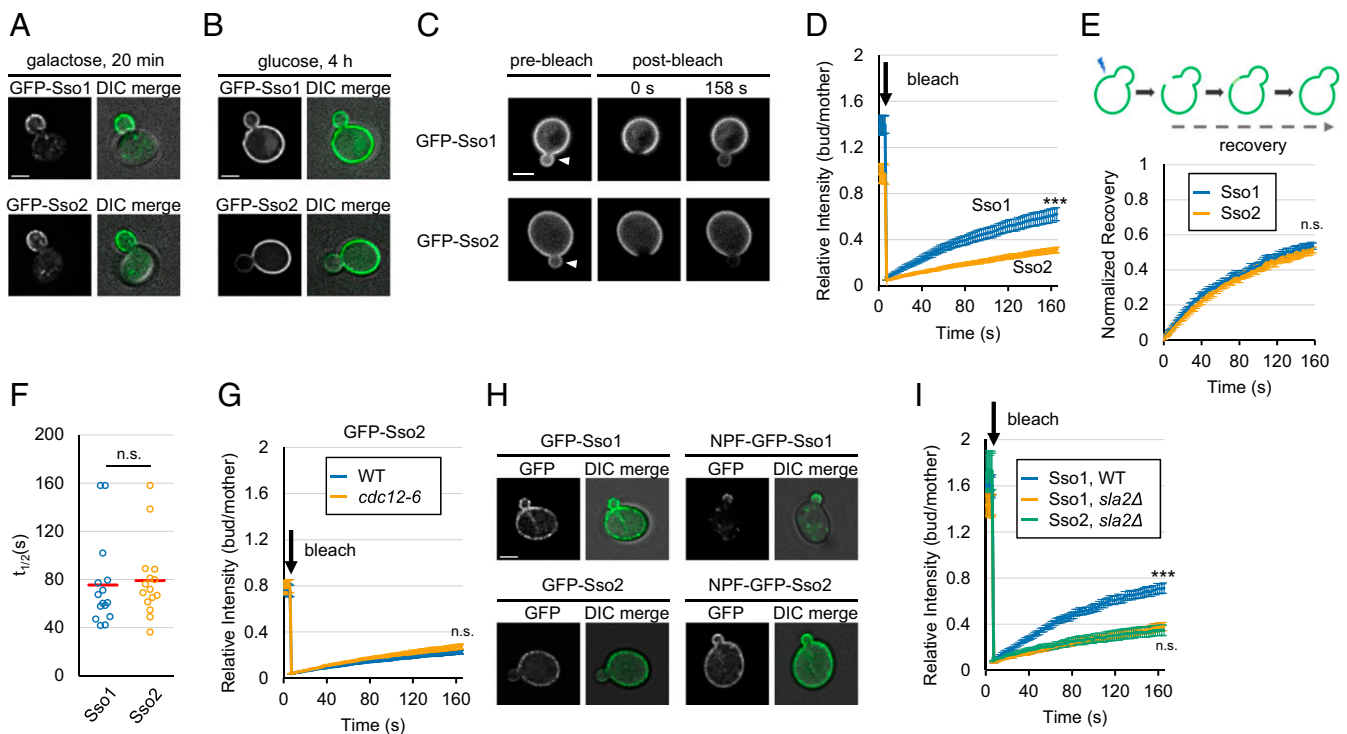 A
galactose, 20 min
GFP-Sso1 DIC merge
GFP-Sso2 DIC merge
B
glucose, 4 h
GFP-Sso1 DIC merge
GFP-Sso2 DIC merge
C
pre-bleach post-bleach
0 s 158 s
GFP-Sso1
GFP-Sso2
D
Relative Intensity (bud/mother)
2
1.6
1.2
0.8
0.4
0
bleach
Sso1
***
Sso2
0 40 80 120 160
Time (s)
E
recovery
Normalized Recovery
1
0.8
0.6
0.4
0.2
0
Sso1
Sso2
n.s.
0 40 80 120 160
Time (s)
F
t1/2(s)
200
160
120
80
40
0
n.s.
Sso1 Sso2
G
GFP-Sso2
Relative Intensity (bud/mother)
2
1.6
1.2
0.8
0.4
0
WT
cdc12-6
bleach
n.s.
0 40 80 120 160
Time (s)
H
GFP-Sso1 NPF-GFP-Sso1
GFP DIC merge GFP DIC merge
GFP-Sso2 NPF-GFP-Sso2
GFP DIC merge GFP DIC merge
I
bleach
Relative Intensity (bud/mother)
2
1.6
1.2
0.8
0.4
0
Sso1, WT
Sso1, sla2Δ
Sso2, sla2Δ
***
n.s.
0 40 80 120 160
Time (s)